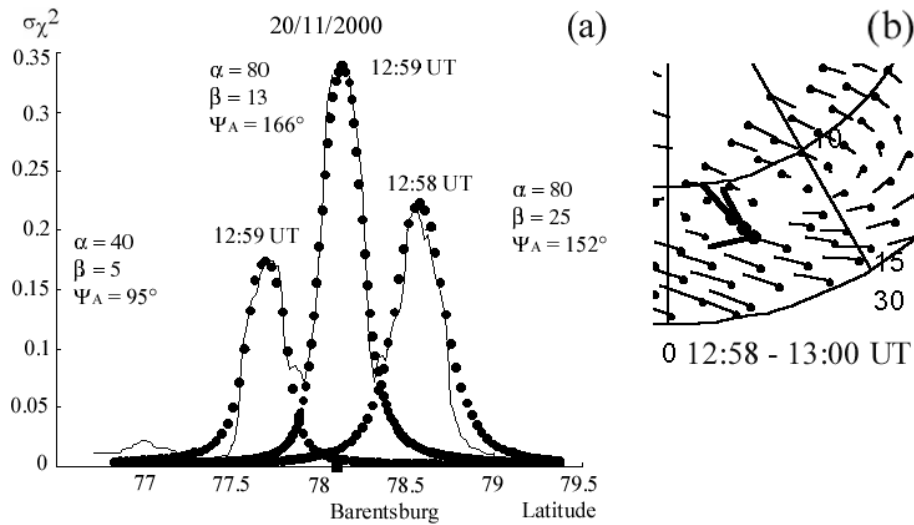 σχ²
20/11/2000
(a)
0.35
0.3
0.25
0.2
0.15
0.1
0.05
0
α = 80
β = 13
Ψ_A = 166°
12:59 UT
12:58 UT
α = 80
β = 25
Ψ_A = 152°
12:59 UT
α = 40
β = 5
Ψ_A = 95°
77
77.5
78
78.5
79
79.5
Barentsburg
Latitude
(b)
10
15
30
0
12:58 - 13:00 UT